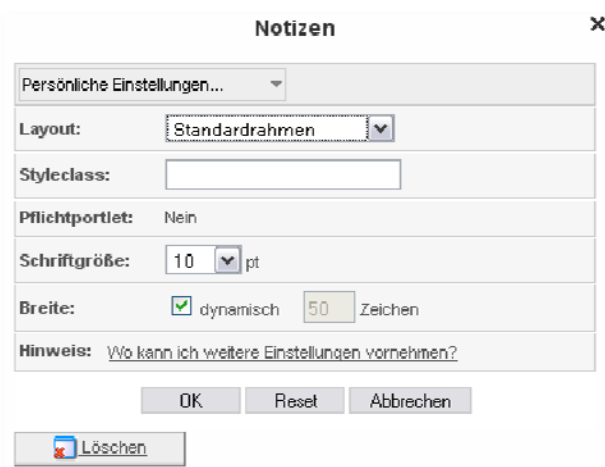 Notizen
Persönliche Einstellungen...
Layout: Standardrahmen
Styleclass:
Pflichtportlet: Nein
Schriftgröße: 10 pt
Breite: dynamisch 50 Zeichen
Hinweis: Wo kann ich weitere Einstellungen vornehmen?
OK Reset Abbrechen
Löschen